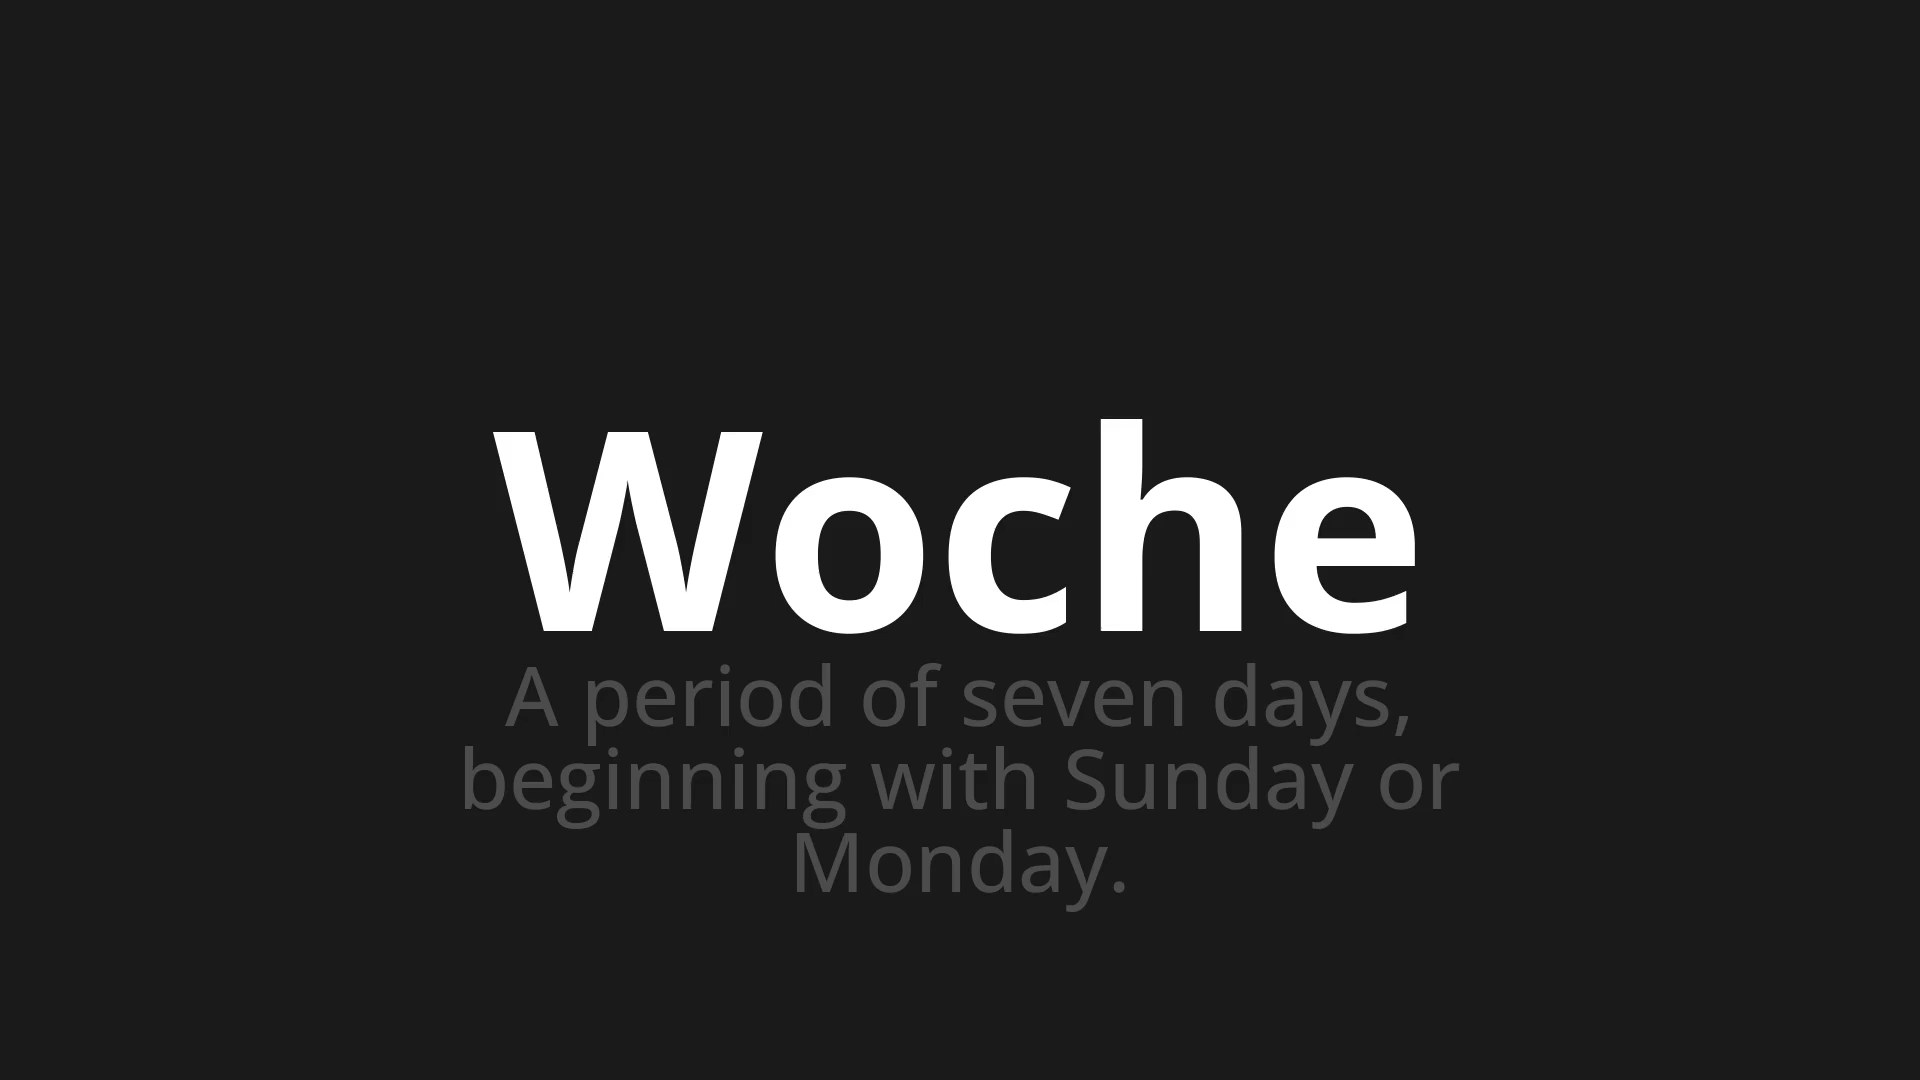 Woche
A period of seven days,
beginning with Sunday or
Monday.